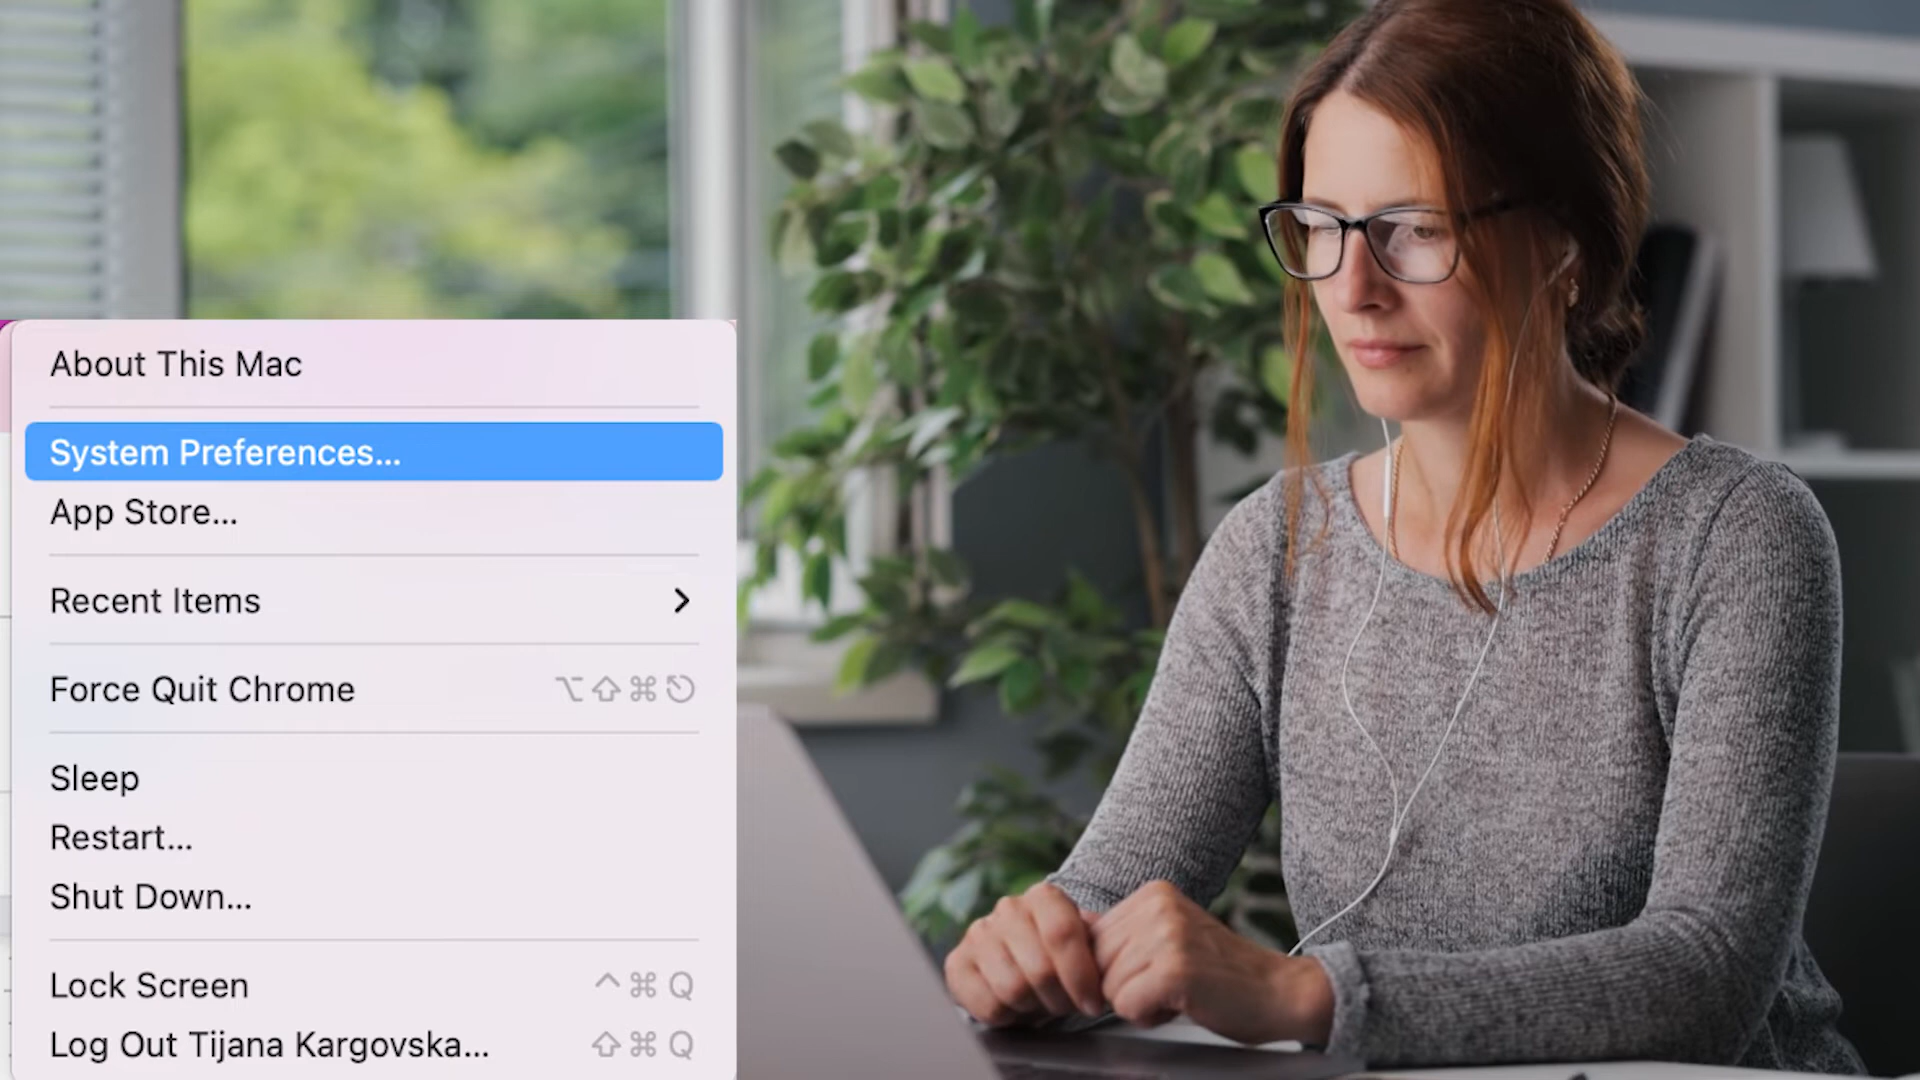 About This Mac
System Preferences...
App Store...
Recent Items
Force Quit Chrome ⌥⇧⌘⎋
Sleep
Restart...
Shut Down...
Lock Screen ^⌘Q
Log Out Tijana Kargovska... ⇧⌘Q